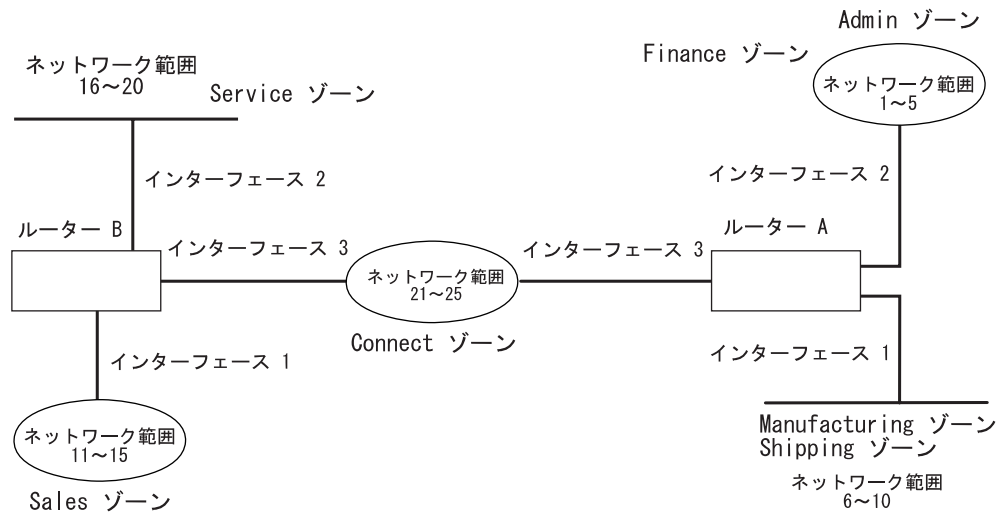 Admin ゾーン
Finance ゾーン
ネットワーク範囲
1～5
ネットワーク範囲
16～20
Service ゾーン
インターフェース 2
インターフェース 2
ルーター B
ルーター A
インターフェース 3
インターフェース 3
ネットワーク範囲
21～25
Connect ゾーン
インターフェース 1
インターフェース 1
ネットワーク範囲
11～15
Sales ゾーン
Manufacturing ゾーン
Shipping ゾーン
ネットワーク範囲
6～10